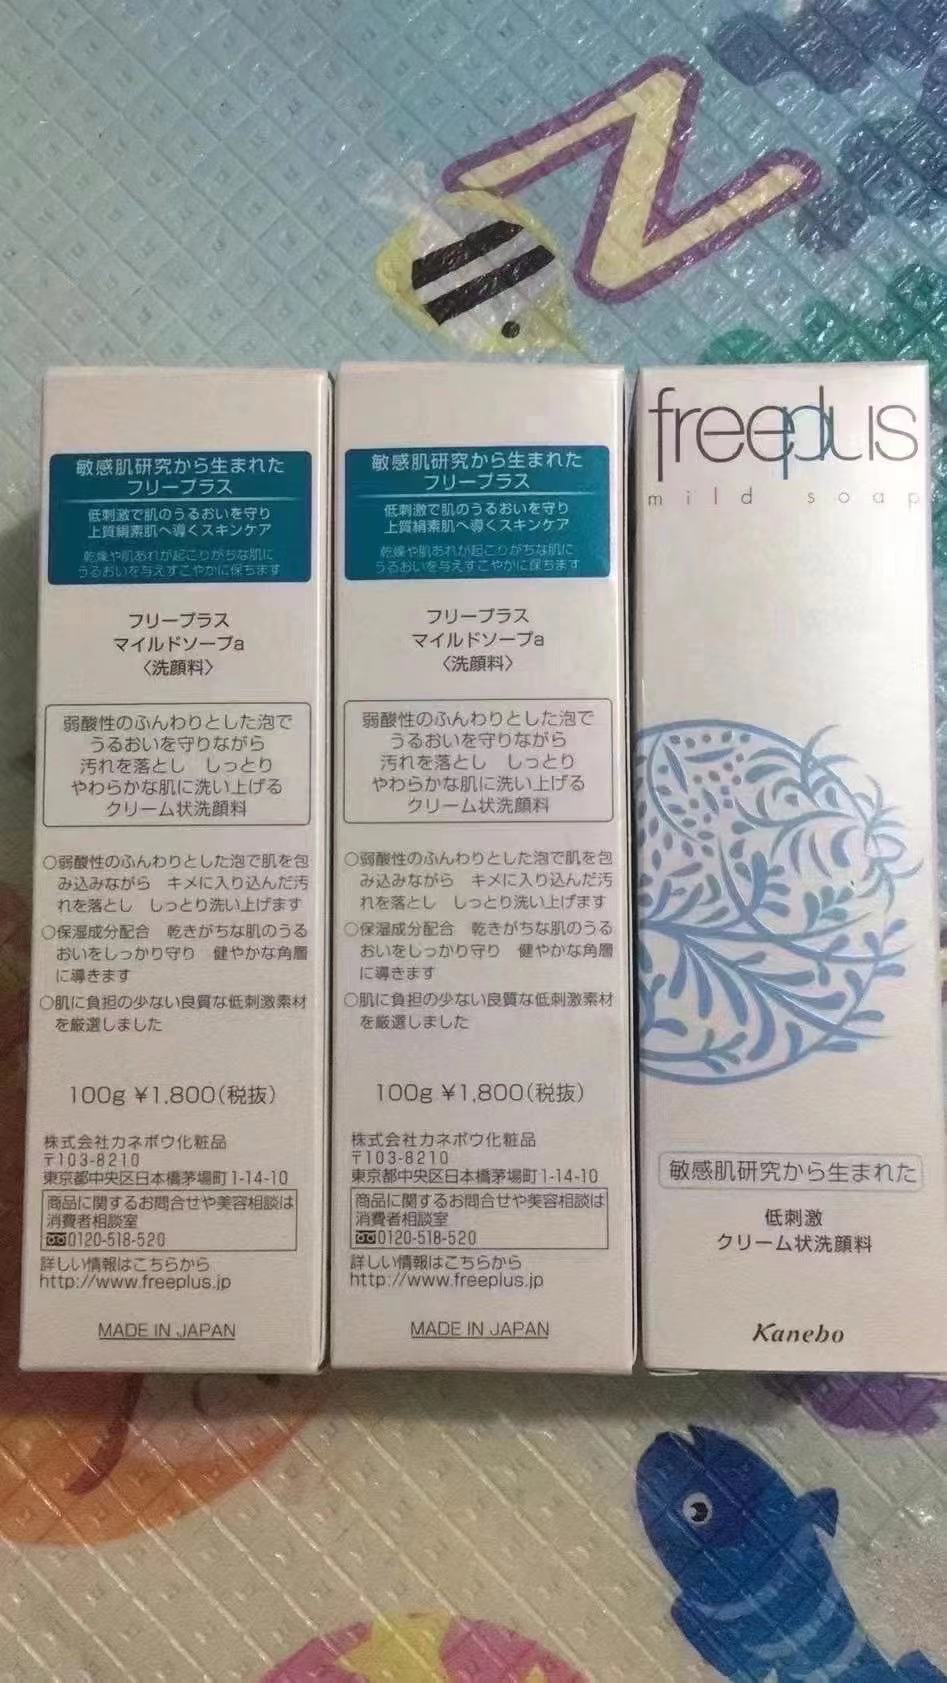 敏感肌研究から生まれた
フリープラス
低刺激で肌のうるおいを守り
上質絹素肌へ導くスキンケア
乾燥や肌あれが起こりがちな肌に
うるおいを与えすこやかに保ちます
フリープラス
マイルドソープa
〈洗顔料〉
弱酸性のふんわりとした泡で
うるおいを守りながら
汚れを落とし しっとり
やわらかな肌に洗い上げる
クリーム状洗顔料
○弱酸性のふんわりとした泡で肌を包
み込みながら キメに入り込んだ汚
れを落とし しっとり洗い上げます
○保湿成分配合 乾きがちな肌のうる
おいをしっかり守り 健やかな角層
に導きます
○肌に負担の少ない良質な低刺激素材
を厳選しました
100g ¥1,800(税抜)
株式会社カネボウ化粧品
〒103-8210
東京都中央区日本橋茅場町1-14-10
商品に関するお問合せや美容相談は
消費者相談室
0120-518-520
詳しい情報はこちらから
http://www.freeplus.jp
MADE IN JAPAN
敏感肌研究から生まれた
フリープラス
低刺激で肌のうるおいを守り
上質絹素肌へ導くスキンケア
乾燥や肌あれが起こりがちな肌に
うるおいを与えすこやかに保ちます
フリープラス
マイルドソープa
〈洗顔料〉
弱酸性のふんわりとした泡で
うるおいを守りながら
汚れを落とし しっとり
やわらかな肌に洗い上げる
クリーム状洗顔料
○弱酸性のふんわりとした泡で肌を包
み込みながら キメに入り込んだ汚
れを落とし しっとり洗い上げます
○保湿成分配合 乾きがちな肌のうる
おいをしっかり守り 健やかな角層
に導きます
○肌に負担の少ない良質な低刺激素材
を厳選しました
100g ¥1,800(税抜)
株式会社カネボウ化粧品
〒103-8210
東京都中央区日本橋茅場町1-14-10
商品に関するお問合せや美容相談は
消費者相談室
0120-518-520
詳しい情報はこちらから
http://www.freeplus.jp
MADE IN JAPAN
freeplus
mild soap
敏感肌研究から生まれた
低刺激
クリーム状洗顔料
Kanebo
Z